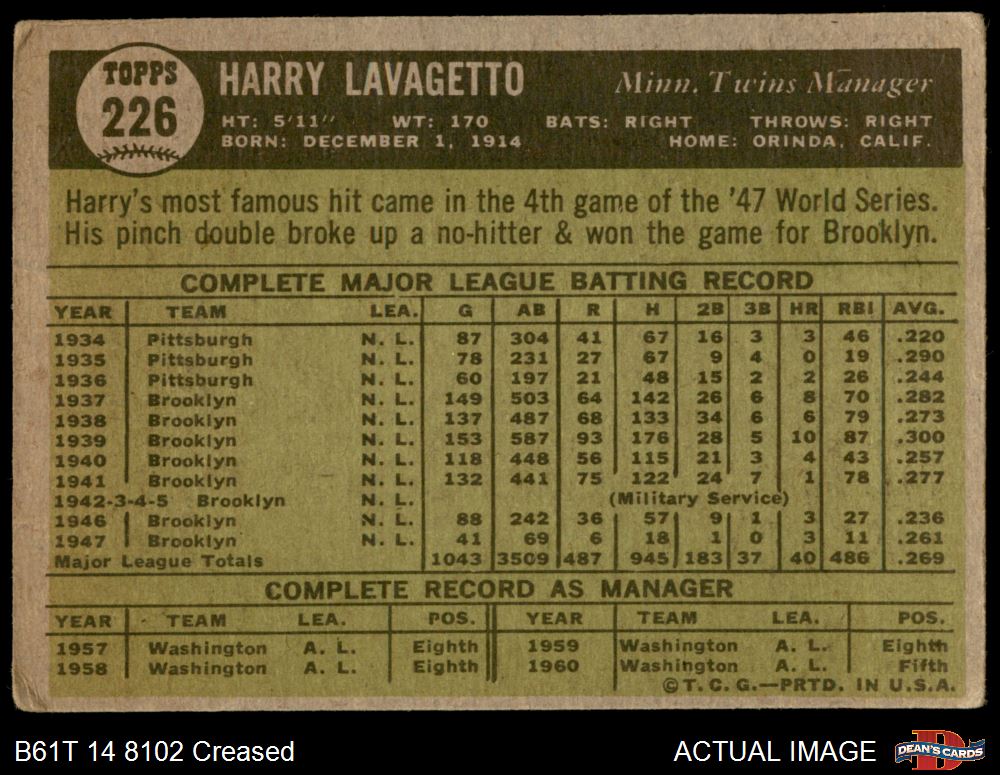 TOPPS
226
HARRY LAVAGETTO Minn. Twins Manager
HT: 5'11" WT: 170 BATS: RIGHT THROWS: RIGHT
BORN: DECEMBER 1, 1914 HOME: ORINDA, CALIF.
Harry's most famous hit came in the 4th game of the '47 World Series.
His pinch double broke up a no-hitter & won the game for Brooklyn.
COMPLETE MAJOR LEAGUE BATTING RECORD
YEAR TEAM LEA. G AB R H 2B 3B HR RBI AVG.
1934 Pittsburgh N. L. 87 304 41 67 16 3 3 46 .220
1935 Pittsburgh N. L. 78 231 27 67 9 4 0 19 .290
1936 Pittsburgh N. L. 60 197 21 48 15 2 2 26 .244
1937 Brooklyn N. L. 149 503 64 142 26 6 8 70 .282
1938 Brooklyn N. L. 137 487 68 133 34 6 6 79 .273
1939 Brooklyn N. L. 153 587 93 176 28 5 10 87 .300
1940 Brooklyn N. L. 118 448 56 115 21 3 4 43 .257
1941 Brooklyn N. L. 132 441 75 122 24 7 1 78 .277
1942-3-4-5 Brooklyn N. L. (Military Service)
1946 Brooklyn N. L. 88 242 36 57 9 1 3 27 .236
1947 Brooklyn N. L. 41 69 6 18 1 0 3 11 .261
Major League Totals 1043 3509 487 945 183 37 40 486 .269
COMPLETE RECORD AS MANAGER
YEAR TEAM LEA. POS. YEAR TEAM LEA. POS.
1957 Washington A. L. Eighth 1959 Washington A. L. Eighth
1958 Washington A. L. Eighth 1960 Washington A. L. Fifth
©T. C. G.—PRTD. IN U.S.A.
B61T 14 8102 Creased ACTUAL IMAGE DEAN'S CARDS